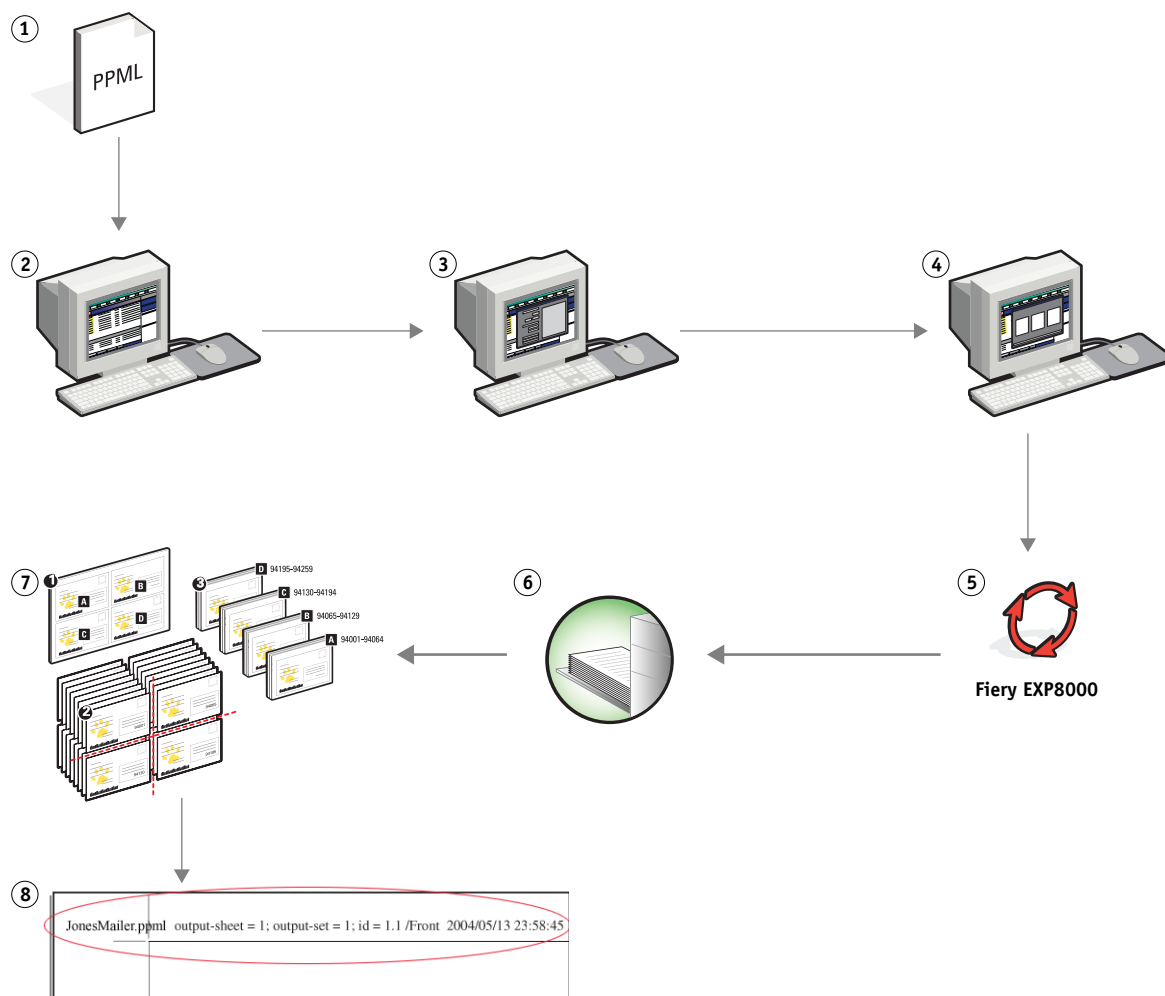 1
PPML
2
3
4
5
Fiery EXP8000
6
7
1
A
B
C
D
3
D 94195-94259
C 94130-94194
B 94065-94129
A 94001-94064
2
94130
8
JonesMailer.ppml output-sheet = 1; output-set = 1; id = 1.1 /Front 2004/05/13 23:58:45